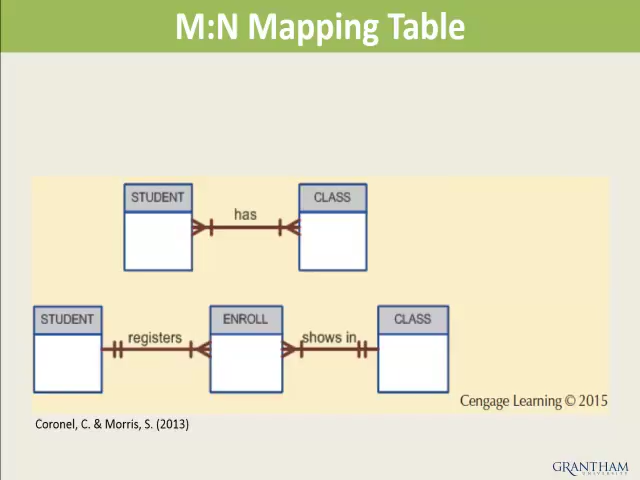 M:N Mapping Table
STUDENT
CLASS
has
STUDENT
ENROLL
CLASS
registers
shows in
Cengage Learning © 2015
Coronel, C. & Morris, S. (2013)
GRANTHAM
UNIVERSITY